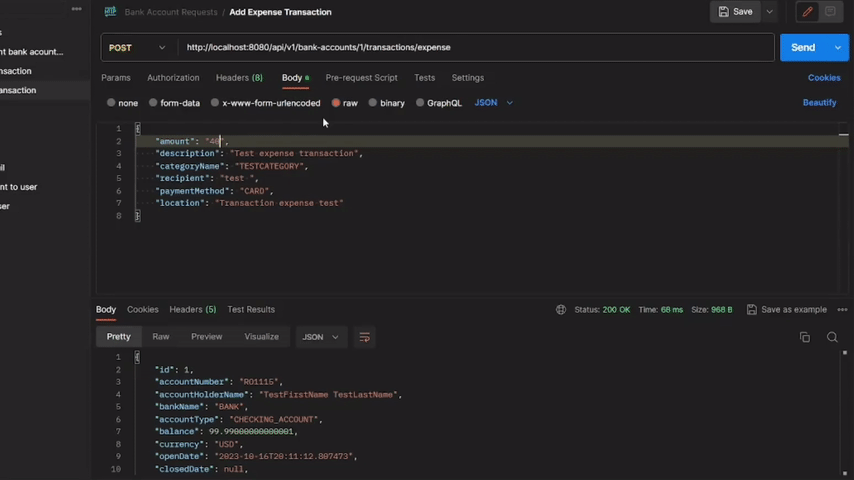 Bank Account Requests / Add Expense Transaction
Save
POST
http://localhost:8080/api/v1/bank-accounts/1/transactions/expense
Send
nt bank account...
nsaction
ansaction
il
nt to user
ser
Params
Authorization
Headers (8)
Body
Pre-request Script
Tests
Settings
Cookies
none
form-data
x-www-form-urlencoded
raw
binary
GraphQL
JSON
Beautify
1 {
2 "amount": "40",
3 "description": "Test expense transaction",
4 "categoryName": "TESTCATEGORY",
5 "recipient": "test ",
6 "paymentMethod": "CARD",
7 "location": "Transaction expense test"
8 }
Body
Cookies
Headers (5)
Test Results
Status: 200 OK
Time: 68 ms
Size: 968 B
Save as example
Pretty
Raw
Preview
Visualize
JSON
1 {
2 "id": 1,
3 "accountNumber": "RO1115",
4 "accountHolderName": "TestFirstName TestLastName",
5 "bankName": "BANK",
6 "accountType": "CHECKING_ACCOUNT",
7 "balance": 99.99000000000001,
8 "currency": "USD",
9 "openDate": "2023-10-16T20:11:12.807473",
10 "closedDate": null,